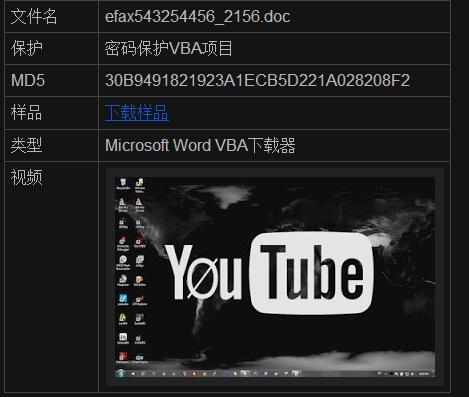 文件名 efax543254456_2156.doc
保护 密码保护VBA项目
MD5 30B9491821923A1ECB5D221A028208F2
样品 下载样品
类型 Microsoft Word VBA下载器
视频
YouTube